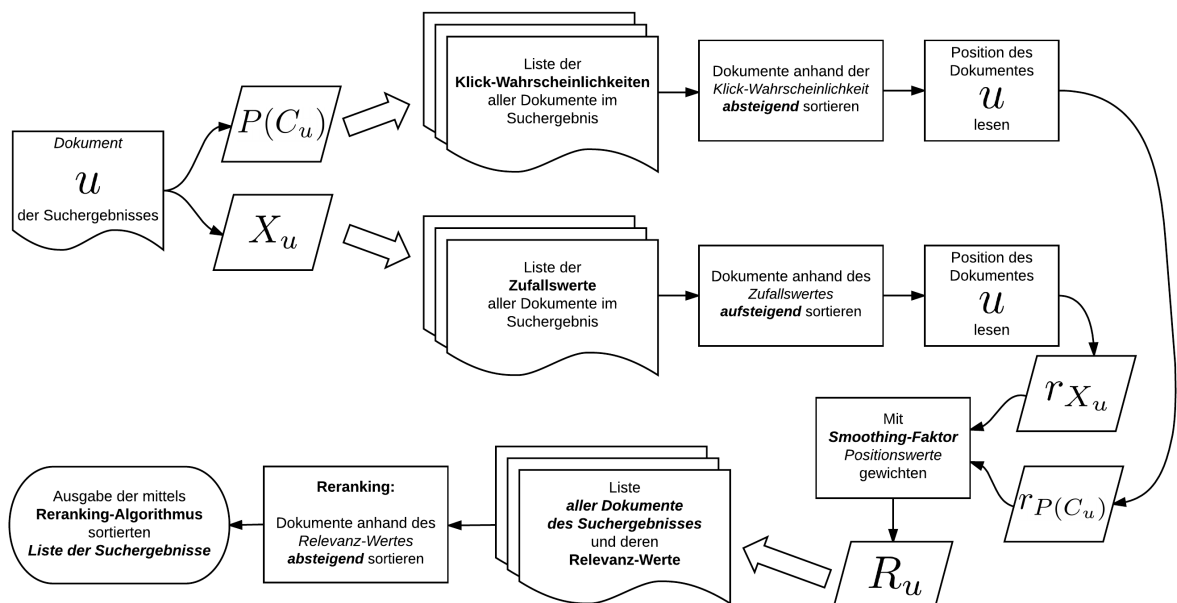 Dokument
u
der Suchergebnisses
P(C_u)
X_u
Liste der
Klick-Wahrscheinlichkeiten
aller Dokumente im
Suchergebnis
Dokumente anhand der
Klick-Wahrscheinlichkeit
absteigend sortieren
Position des
Dokumentes
u
lesen
Liste der
Zufallswerte
aller Dokumente im
Suchergebnis
Dokumente anhand des
Zufallswertes
aufsteigend sortieren
Position des
Dokumentes
u
lesen
r_{X_u}
r_{P(C_u)}
Mit
Smoothing-Faktor
Positionswerte
gewichten
R_u
Liste
aller Dokumente
des Suchergebnisses
und deren
Relevanz-Werte
Reranking:
Dokumente anhand des
Relevanz-Wertes
absteigend sortieren
Ausgabe der mittels
Reranking-Algorithmus
sortierten
Liste der Suchergebnisse